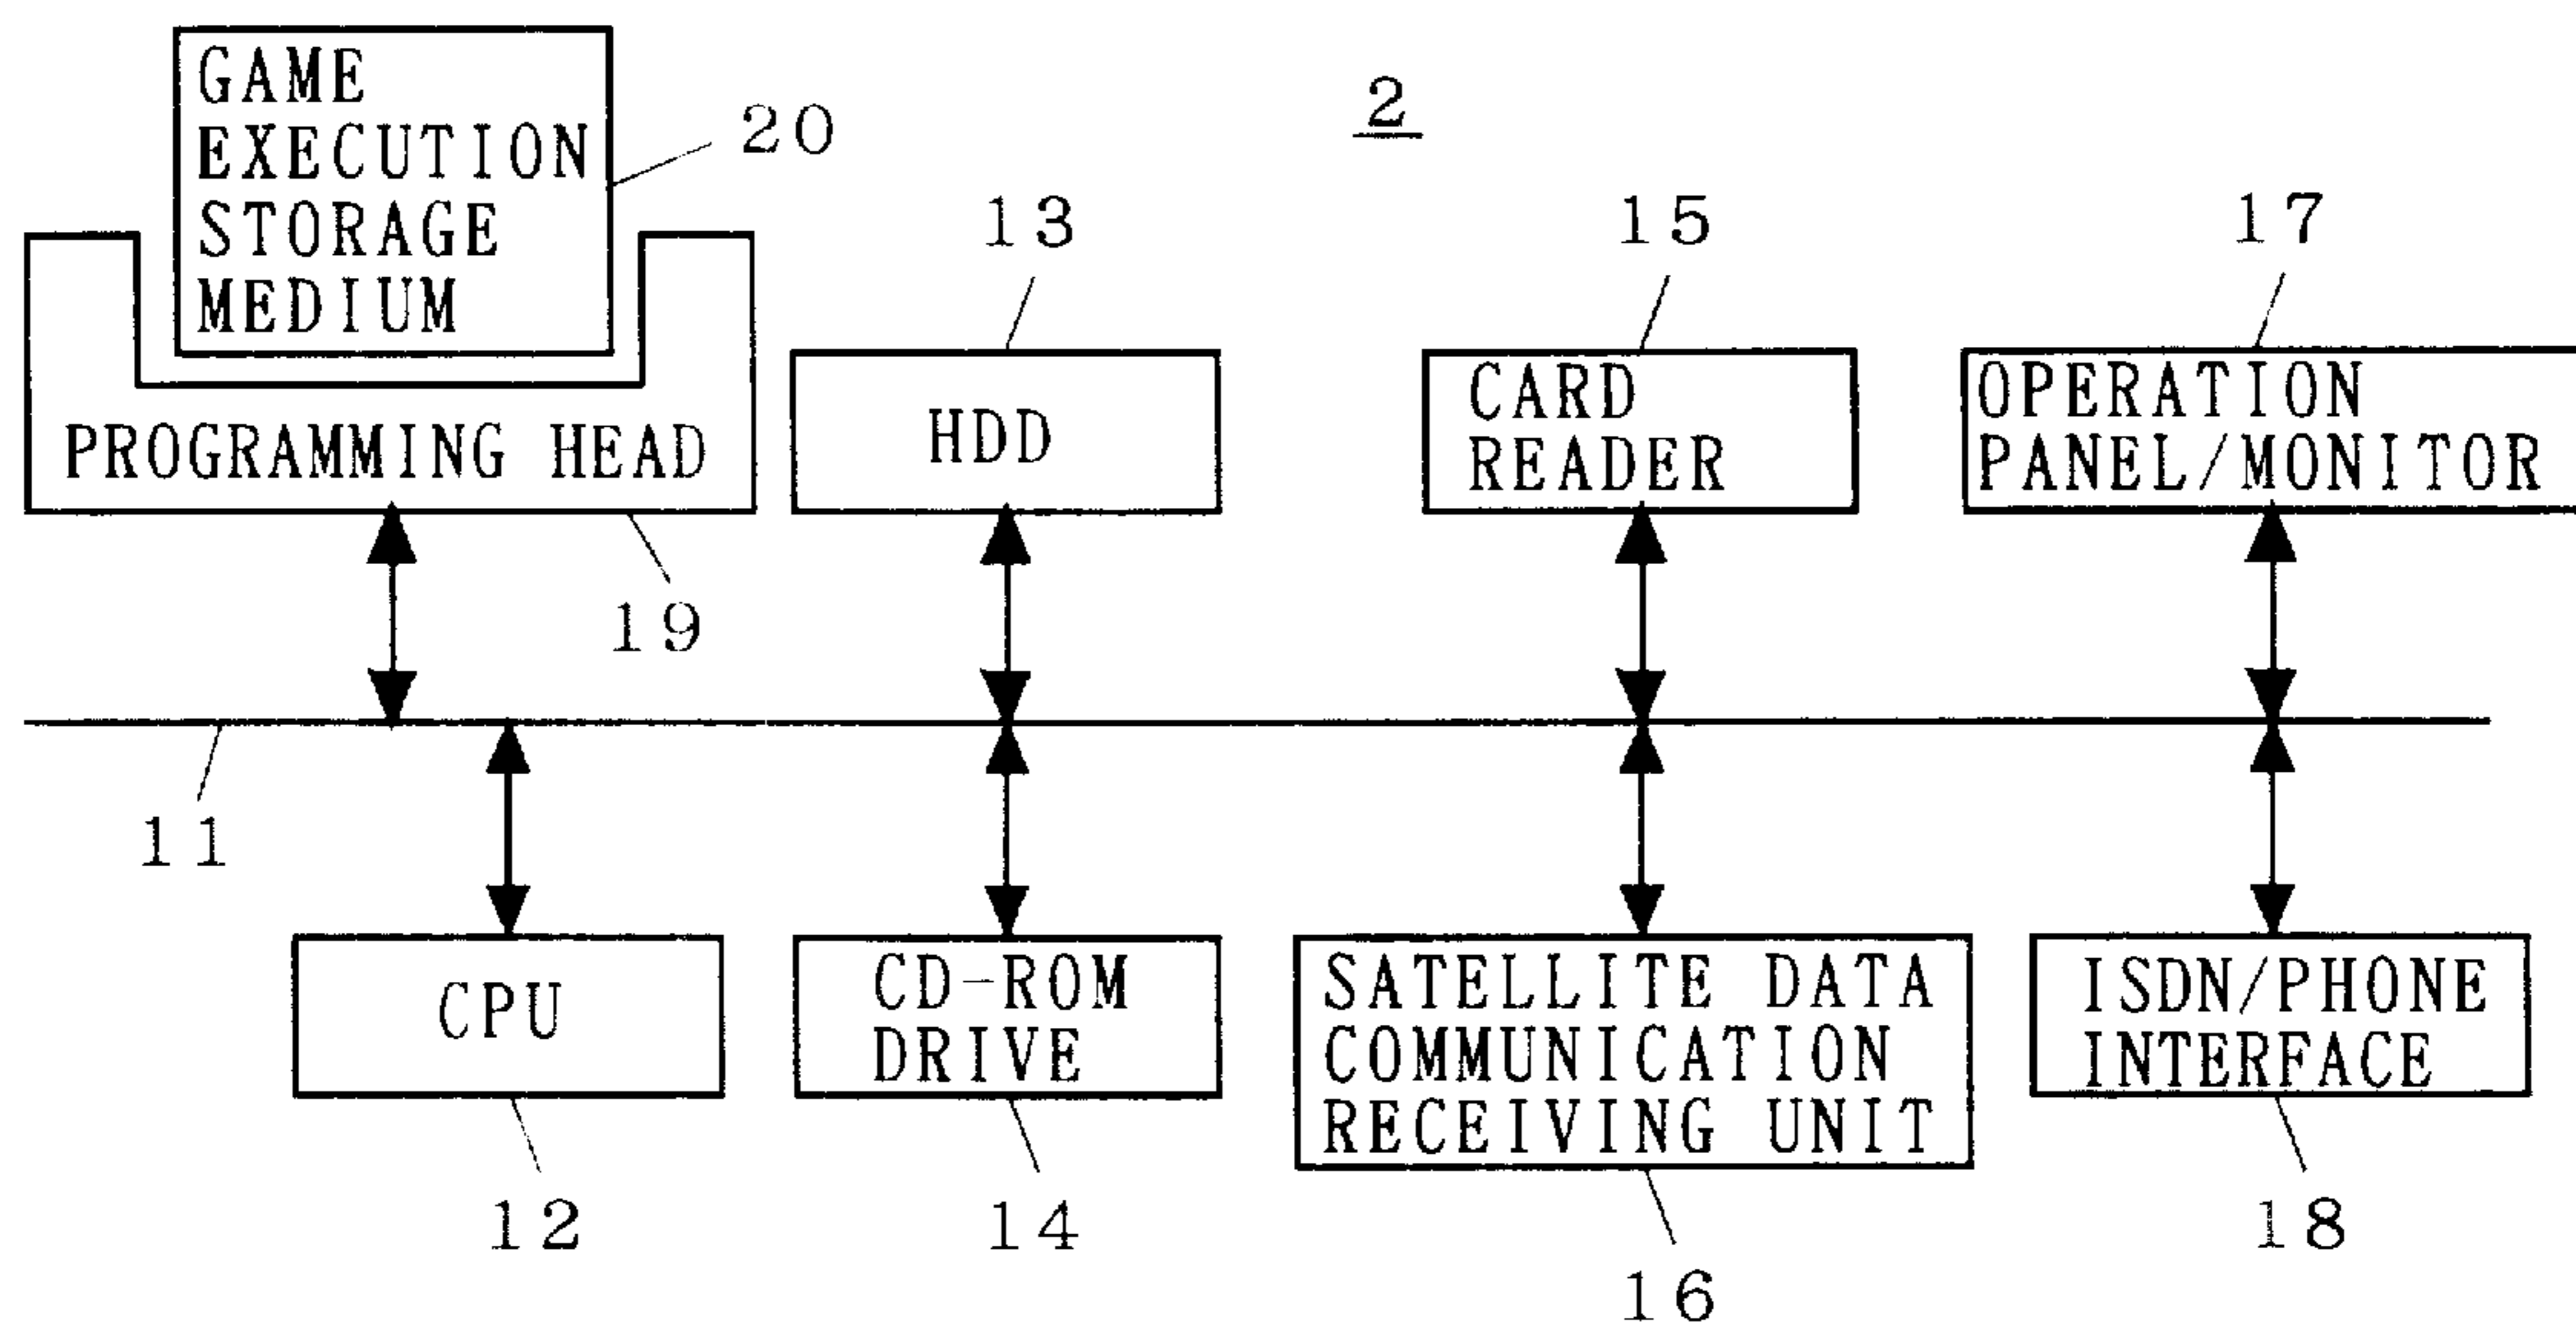 GAME
EXECUTION
STORAGE
MEDIUM
20
2
13
15
17
PROGRAMMING HEAD
HDD
CARD
READER
OPERATION
PANEL/MONITOR
19
11
CPU
CD-ROM
DRIVE
SATELLITE DATA
COMMUNICATION
RECEIVING UNIT
ISDN/PHONE
INTERFACE
12
14
16
18